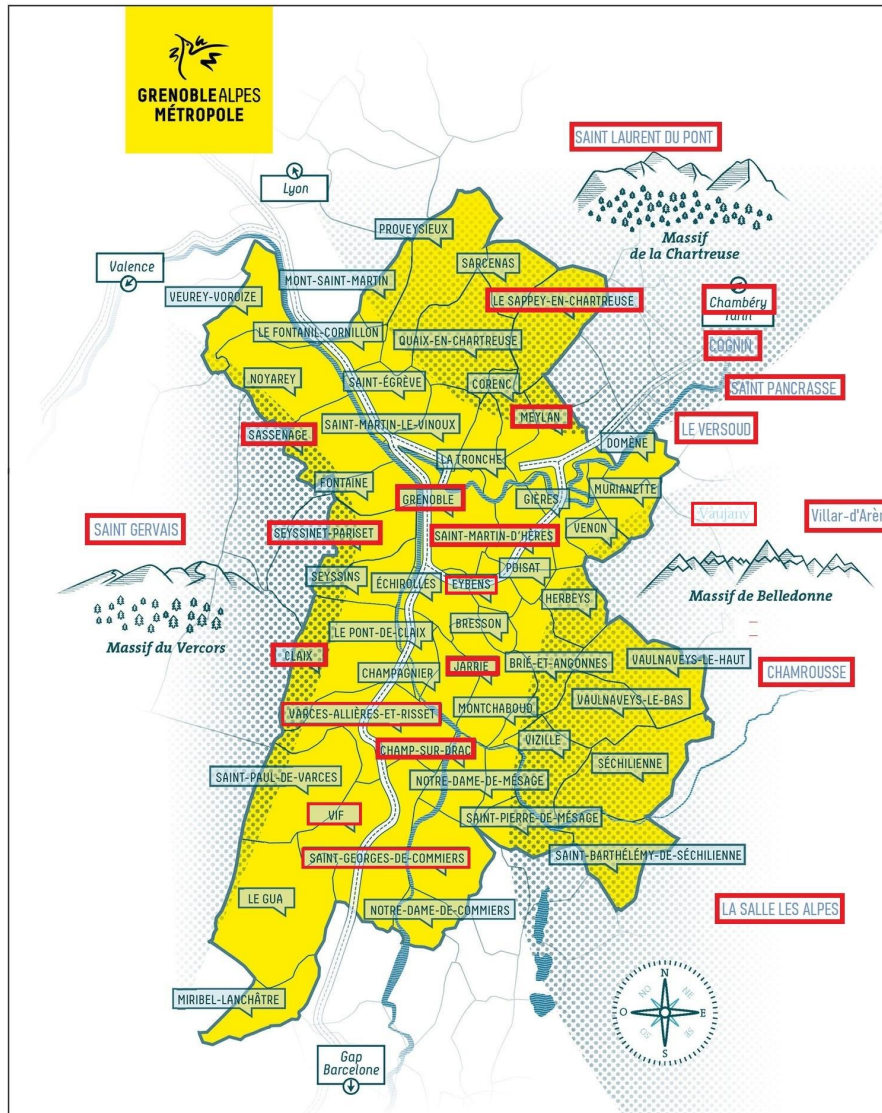 GRENOBLEALPES
MÉTROPOLE
SAINT LAURENT DU PONT
Lyon
Massif
de la Chartreuse
PROVEYSIEUX
Valence
SARCENAS
MONT-SAINT-MARTIN
VEUREY-VOROIZE
LE SAPPEY-EN-CHARTREUSE
Chambéry
Turin
LE FONTANIL-CORNILLON
QUAIX-EN-CHARTREUSE
COGNIN
NOYAREY
SAINT-ÉGRÈVE
CORENC
SAINT PANCRASSE
MEYLAN
SASSENAGE
SAINT-MARTIN-LE-VINOUX
LE VERSOUD
DOMÈNE
LA TRONCHE
FONTAINE
MURIANETTE
GRENOBLE
GIÈRES
Vaujany
Villar-d'Arèn
SAINT GERVAIS
SEYSSINET-PARISET
SAINT-MARTIN-D'HÈRES
VENON
POISAT
SEYSSINS
ÉCHIROLLES
EYBENS
Massif de Belledonne
HERBEYS
BRESSON
LE PONT-DE-CLAIX
Massif du Vercors
CLAIX
JARRIE
BRIÉ-ET-ANGONNES
VAULNAVEYS-LE-HAUT
CHAMPAGNIER
CHAMROUSSE
VAULNAVEYS-LE-BAS
MONTCHABOUD
VARCES-ALLIÈRES-ET-RISSET
VIZILLE
CHAMP-SUR-DRAC
SÉCHILIENNE
SAINT-PAUL-DE-VARCES
NOTRE-DAME-DE-MÉSAGE
VIF
SAINT-PIERRE-DE-MÉSAGE
SAINT-GEORGES-DE-COMMIERS
SAINT-BARTHÉLÉMY-DE-SÉCHILIENNE
LE GUA
NOTRE-DAME-DE-COMMIERS
LA SALLE LES ALPES
N
NO
NE
MIRIBEL-LANCHÂTRE
O
E
SO
SE
S
Gap
Barcelone